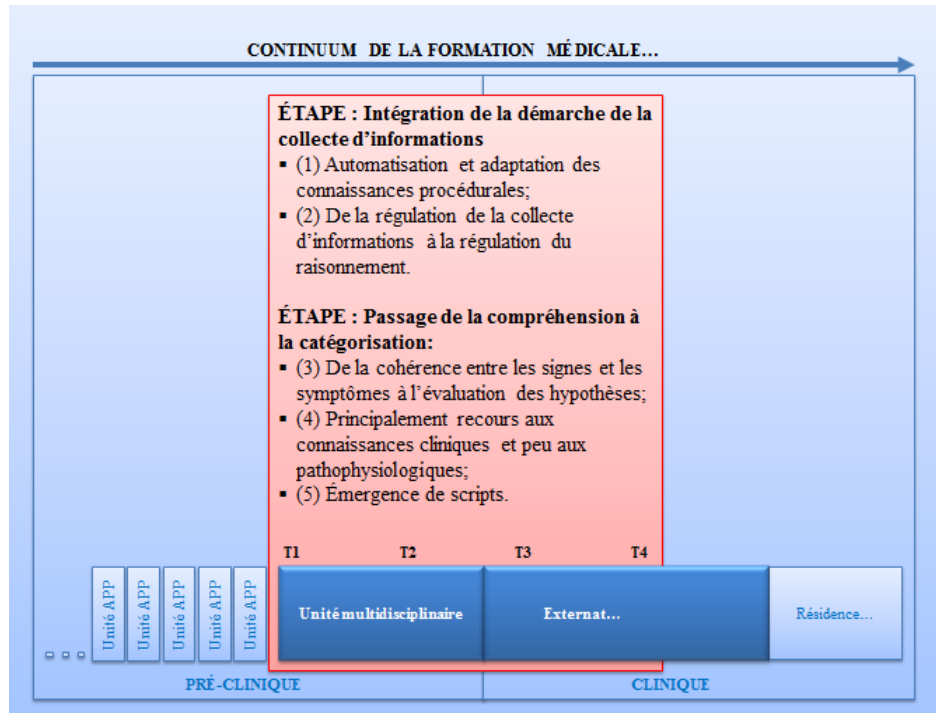 CONTINUUM DE LA FORMATION MÉDICALE...
ÉTAPE : Intégration de la démarche de la
collecte d'informations
▪ (1) Automatisation et adaptation des
connaissances procédurales;
▪ (2) De la régulation de la collecte
d'informations à la régulation du
raisonnement.
ÉTAPE : Passage de la compréhension à
la catégorisation:
▪ (3) De la cohérence entre les signes et les
symptômes à l'évaluation des hypothèses;
▪ (4) Principalement recours aux
connaissances cliniques et peu aux
pathophysiologiques;
▪ (5) Émergence de scripts.
T1 T2 T3 T4
Unité APP
Unité APP
Unité APP
Unité APP
Unité APP
Unité multidisciplinaire
Externat...
Résidence...
PRÉ-CLINIQUE
CLINIQUE